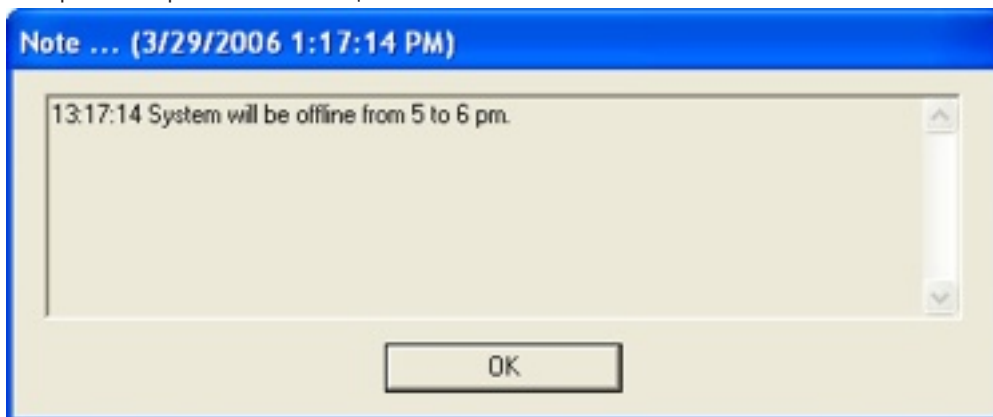 Note ... (3/29/2006 1:17:14 PM)
13:17:14 System will be offline from 5 to 6 pm.
OK